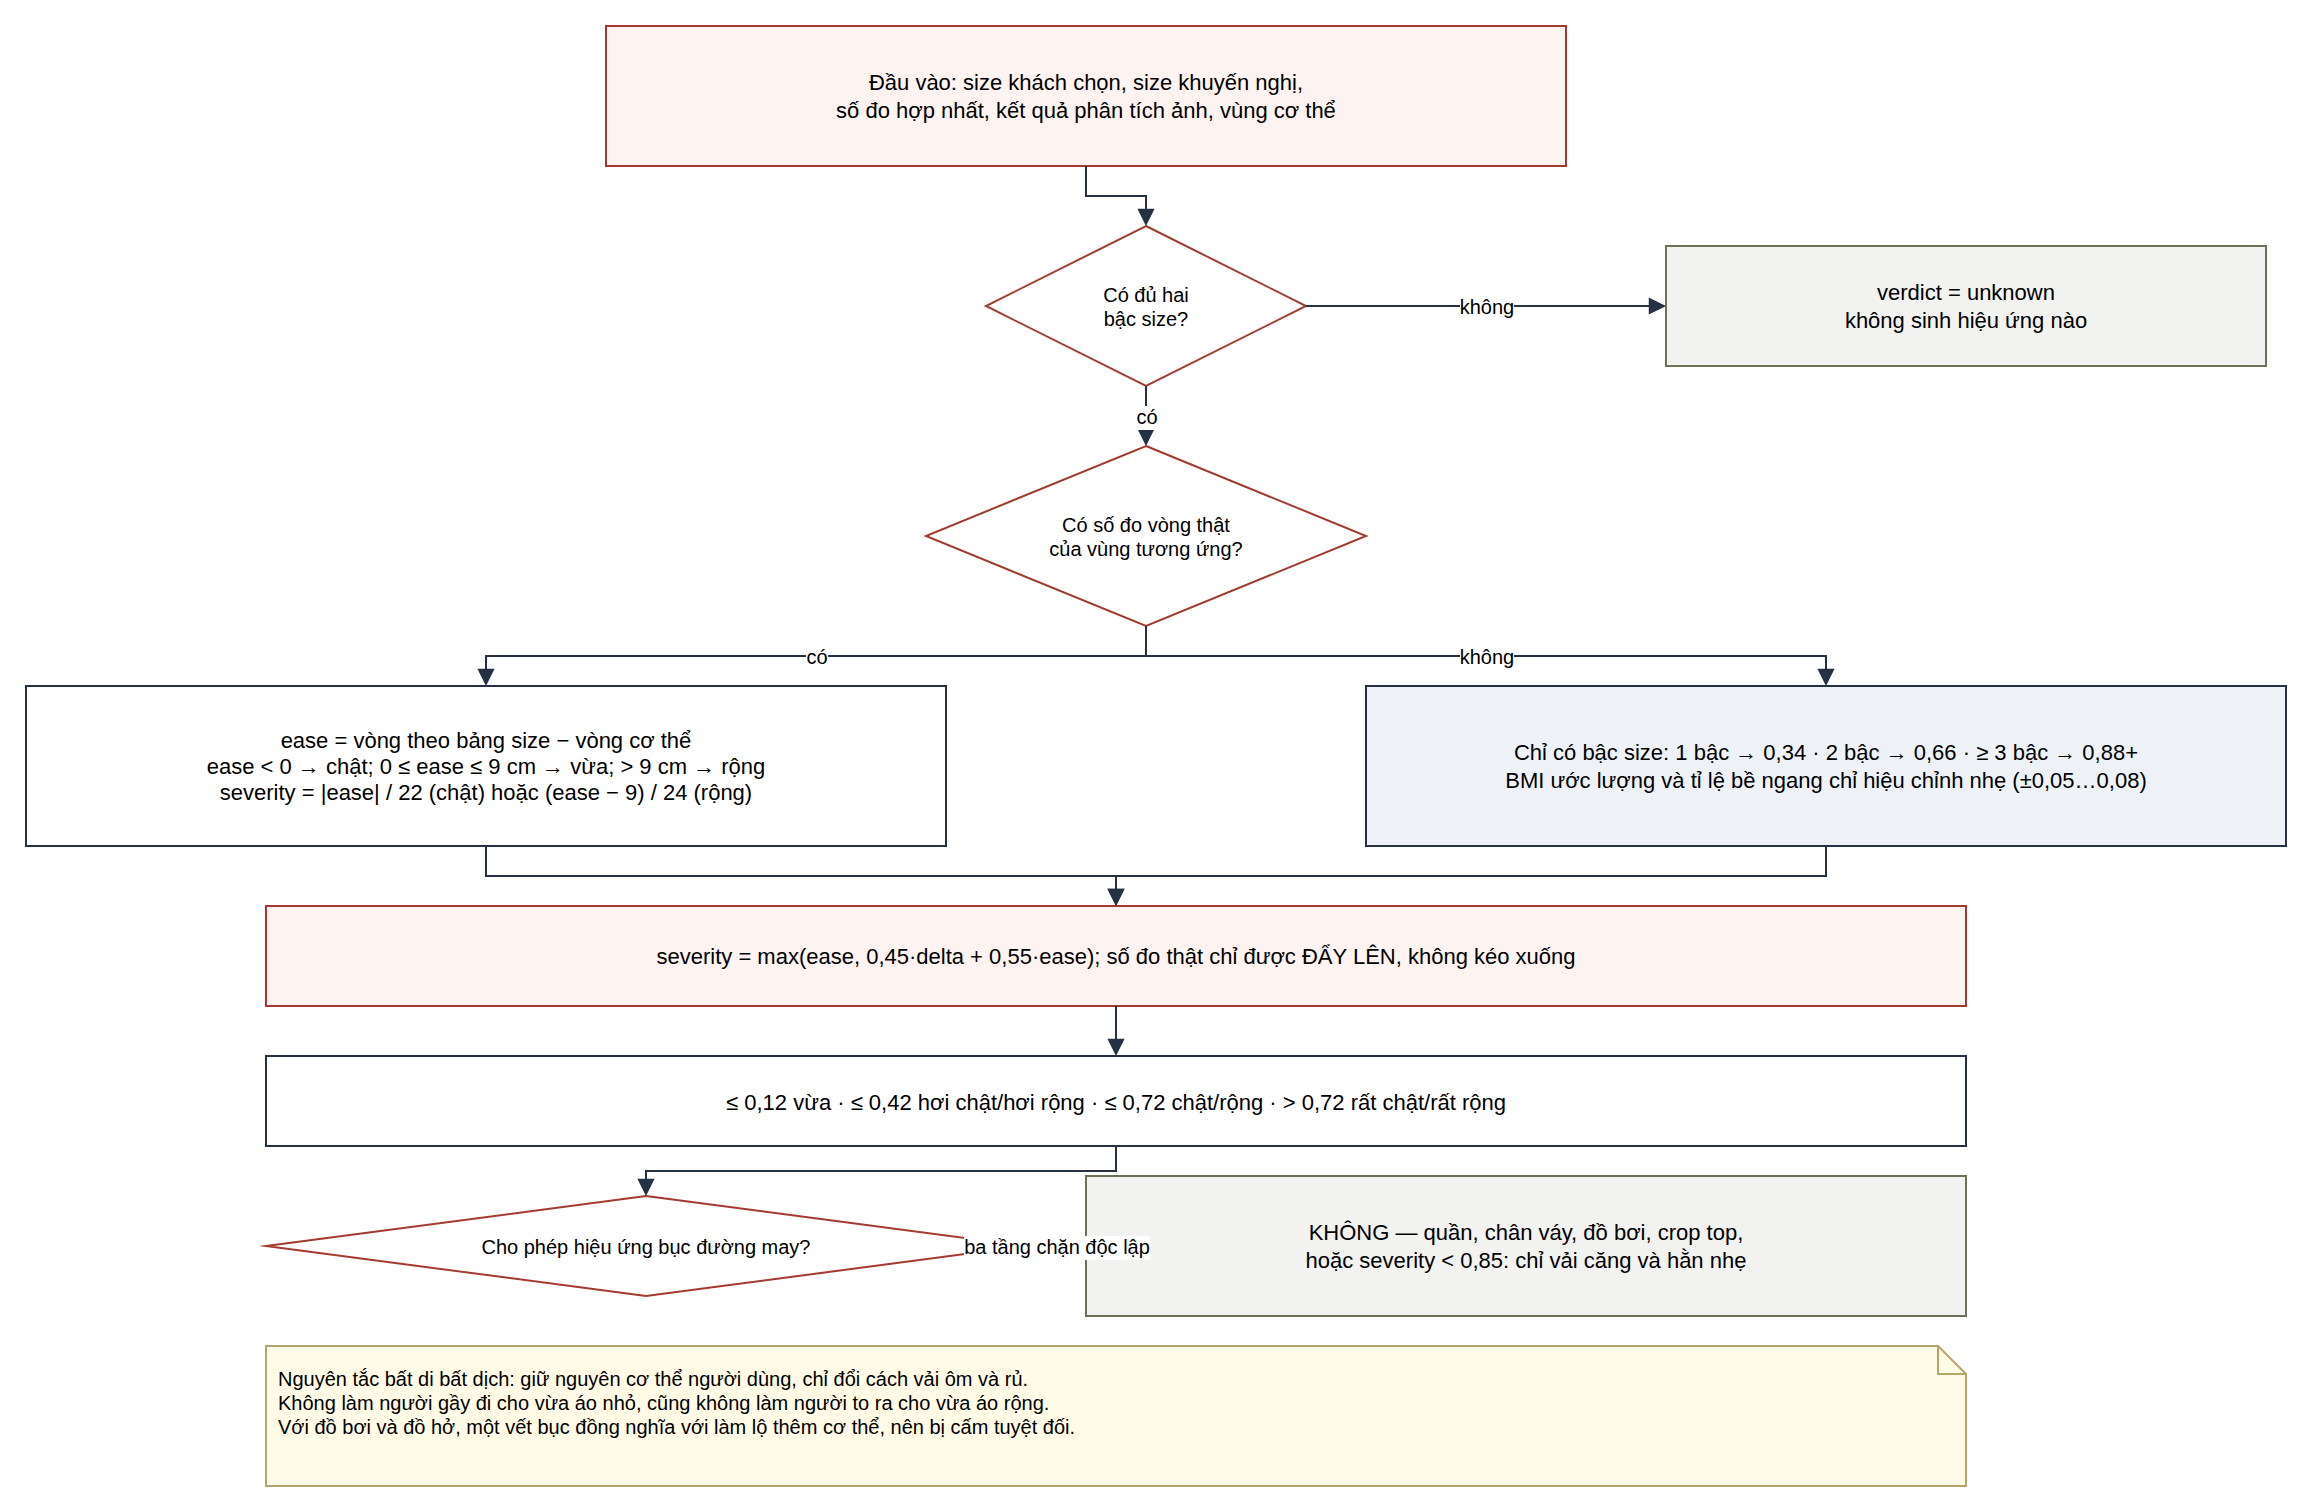 Đầu vào: size khách chọn, size khuyến nghị,
số đo hợp nhất, kết quả phân tích ảnh, vùng cơ thể
Có đủ hai
bậc size?
không
verdict = unknown
không sinh hiệu ứng nào
có
Có số đo vòng thật
của vùng tương ứng?
có
không
ease = vòng theo bảng size − vòng cơ thể
ease < 0 → chật; 0 ≤ ease ≤ 9 cm → vừa; > 9 cm → rộng
severity = |ease| / 22 (chật) hoặc (ease − 9) / 24 (rộng)
Chỉ có bậc size: 1 bậc → 0,34 · 2 bậc → 0,66 · ≥ 3 bậc → 0,88+
BMI ước lượng và tỉ lệ bề ngang chỉ hiệu chỉnh nhẹ (±0,05…0,08)
severity = max(ease, 0,45·delta + 0,55·ease); số đo thật chỉ được ĐẨY LÊN, không kéo xuống
≤ 0,12 vừa · ≤ 0,42 hơi chật/hơi rộng · ≤ 0,72 chật/rộng · > 0,72 rất chật/rất rộng
Cho phép hiệu ứng bục đường may?
ba tầng chặn độc lập
KHÔNG — quần, chân váy, đồ bơi, crop top,
hoặc severity < 0,85: chỉ vải căng và hằn nhẹ
Nguyên tắc bất di bất dịch: giữ nguyên cơ thể người dùng, chỉ đổi cách vải ôm và rủ.
Không làm người gầy đi cho vừa áo nhỏ, cũng không làm người to ra cho vừa áo rộng.
Với đồ bơi và đồ hở, một vết bục đồng nghĩa với làm lộ thêm cơ thể, nên bị cấm tuyệt đối.